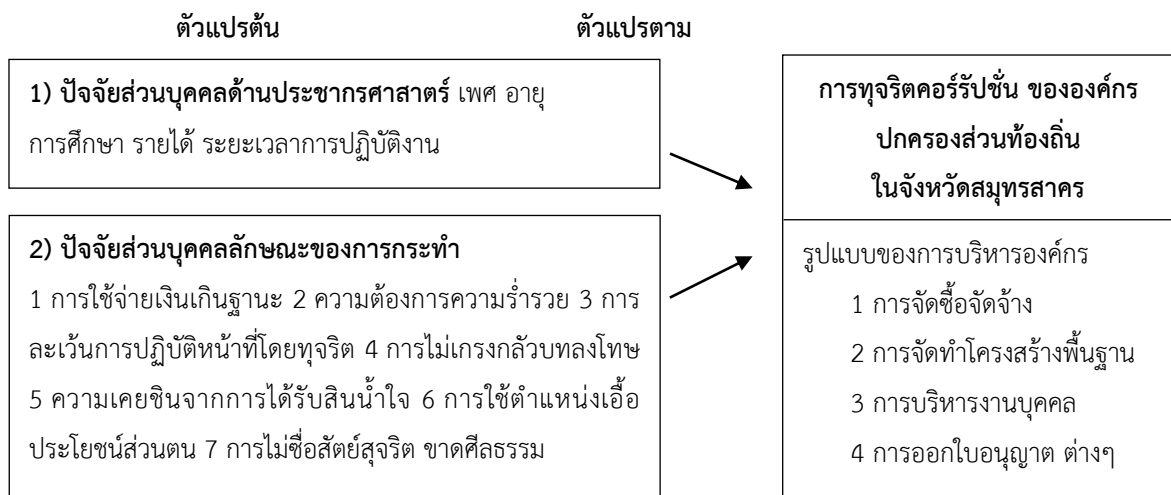 ตัวแปรต้น
ตัวแปรตาม
1) ปัจจัยส่วนบุคคลด้านประชากรศาสตร์ เพศ อายุ
การศึกษา รายได้ ระยะเวลาการปฏิบัติงาน
2) ปัจจัยส่วนบุคคลลักษณะของการกระทำ
1 การใช้จ่ายเงินเกินฐานะ 2 ความต้องการความร่ำรวย 3 การ
ละเว้นการปฏิบัติหน้าที่โดยทุจริต 4 การไม่เกรงกลัวบทลงโทษ
5 ความเคยชินจากการได้รับสินน้ำใจ 6 การใช้ตำแหน่งเอื้อ
ประโยชน์ส่วนตน 7 การไม่ซื่อสัตย์สุจริต ขาดศีลธรรม
การทุจริตคอร์รัปชั่น ขององค์กร
ปกครองส่วนท้องถิ่น
ในจังหวัดสมุทรสาคร
รูปแบบของการบริหารองค์กร
1 การจัดซื้อจัดจ้าง
2 การจัดทำโครงสร้างพื้นฐาน
3 การบริหารงานบุคคล
4 การออกใบอนุญาต ต่างๆ